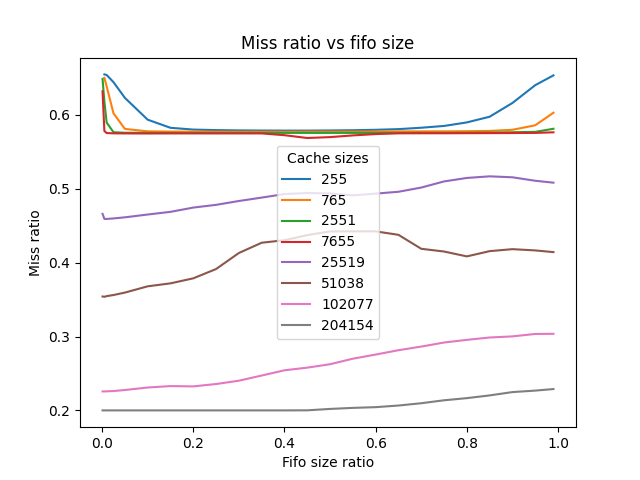 Miss ratio vs fifo size
Miss ratio
0.6
0.5
0.4
0.3
0.2
Cache sizes
255
765
2551
7655
25519
51038
102077
204154
0.0 0.2 0.4 0.6 0.8 1.0
Fifo size ratio